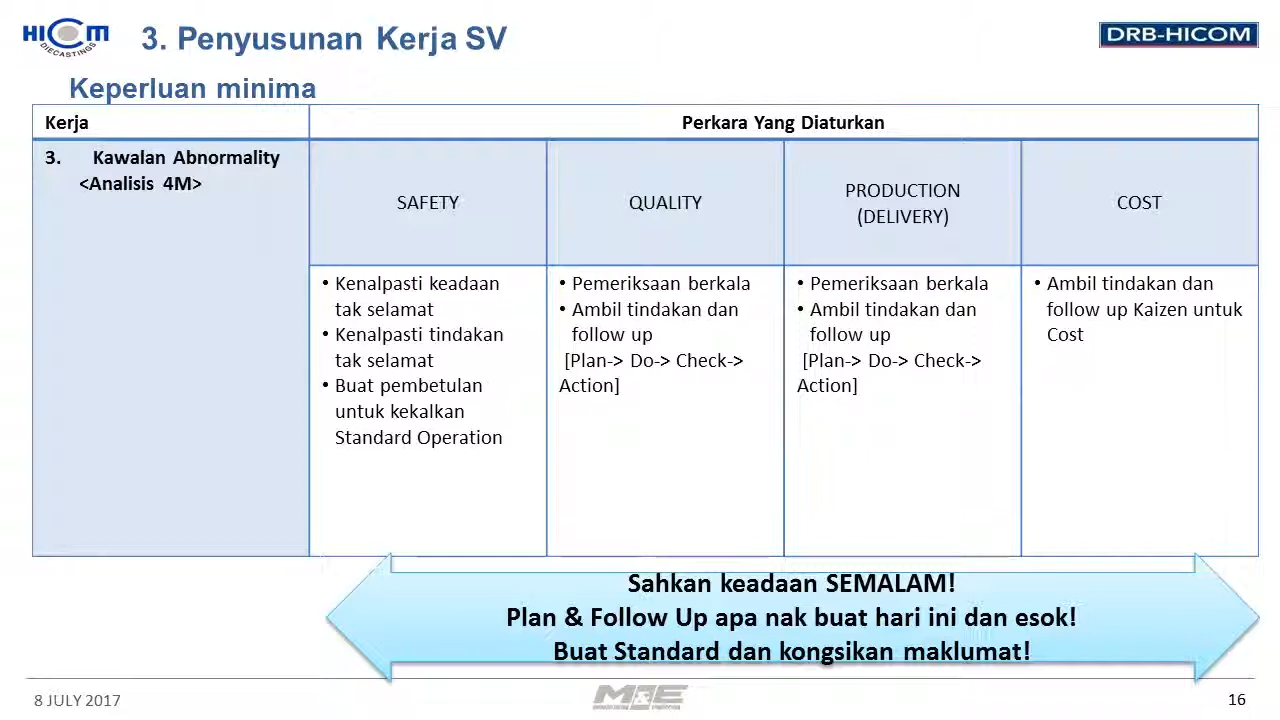 HICOM
DIECASTINGS
3. Penyusunan Kerja SV
DRB-HICOM
Keperluan minima
Kerja
Perkara Yang Diaturkan
3. Kawalan Abnormality
<Analisis 4M>
SAFETY
QUALITY
PRODUCTION
(DELIVERY)
COST
• Kenalpasti keadaan
tak selamat
• Kenalpasti tindakan
tak selamat
• Buat pembetulan
untuk kekalkan
Standard Operation
• Pemeriksaan berkala
• Ambil tindakan dan
follow up
[Plan-> Do-> Check->
Action]
• Pemeriksaan berkala
• Ambil tindakan dan
follow up
[Plan-> Do-> Check->
Action]
• Ambil tindakan dan
follow up Kaizen untuk
Cost
Sahkan keadaan SEMALAM!
Plan & Follow Up apa nak buat hari ini dan esok!
Buat Standard dan kongsikan maklumat!
8 JULY 2017
M&E
16